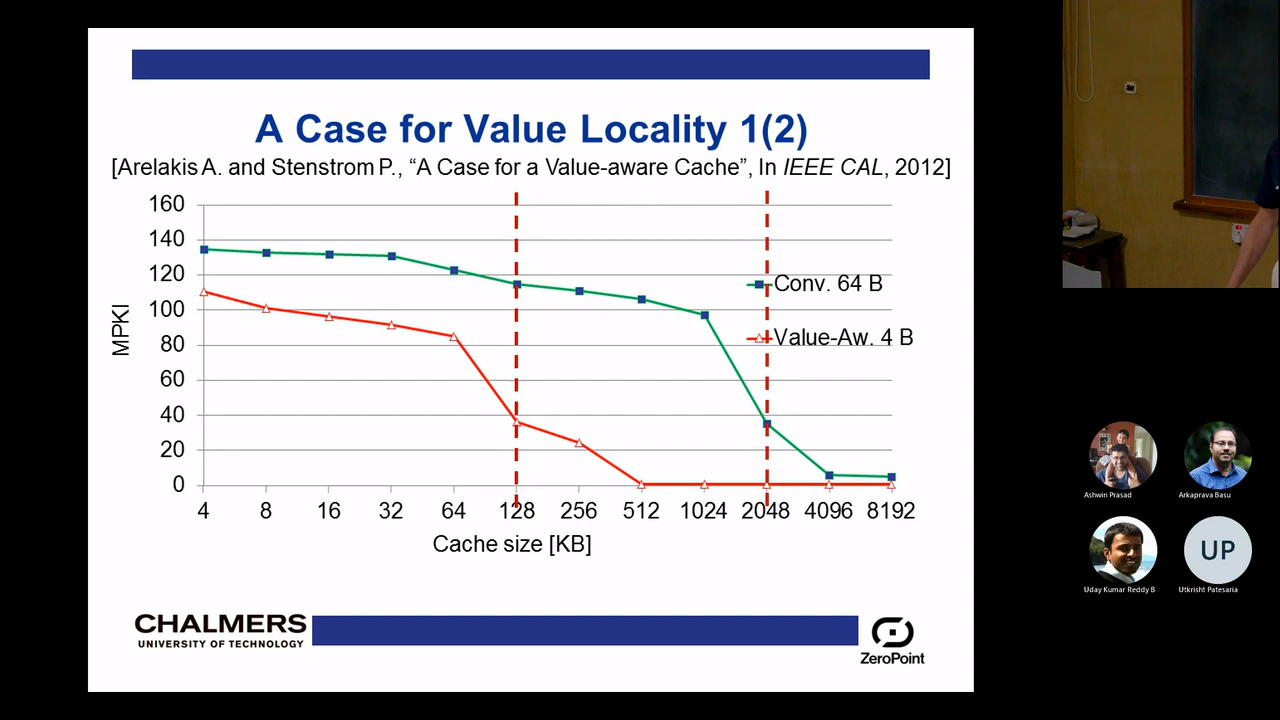 A Case for Value Locality 1(2)
[Arelakis A. and Stenstrom P., “A Case for a Value-aware Cache”, In IEEE CAL, 2012]
160
140
120
100
80
60
40
20
0
MPKI
Conv. 64 B
Value-Aw. 4 B
4 8 16 32 64 128 256 512 1024 2048 4096 8192
Cache size [KB]
CHALMERS
UNIVERSITY OF TECHNOLOGY
ZeroPoint
Ashwin Prasad
Arkaprava Basu
Uday Kumar Reddy B
UP
Utkrisht Patesaria